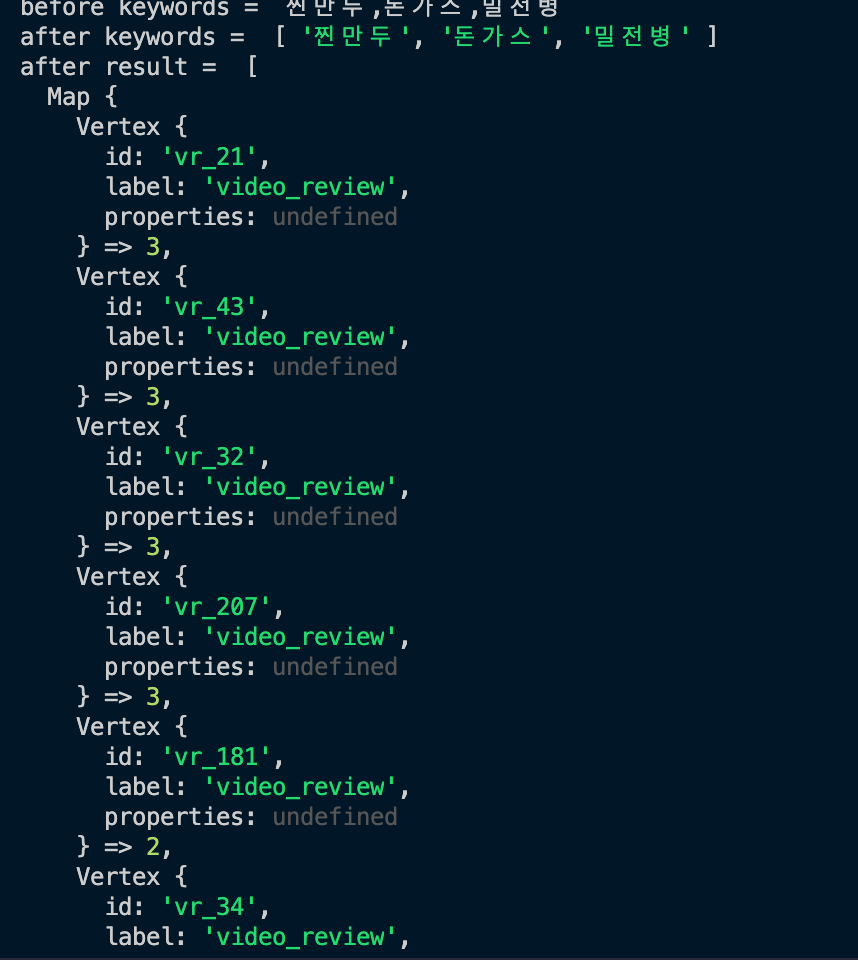 before keywords =  찐만두,돈가스,밀전병
after keywords =  [ '찐만두', '돈가스', '밀전병' ]
after result =  [
  Map {
    Vertex {
      id: 'vr_21',
      label: 'video_review',
      properties: undefined
    } => 3,
    Vertex {
      id: 'vr_43',
      label: 'video_review',
      properties: undefined
    } => 3,
    Vertex {
      id: 'vr_32',
      label: 'video_review',
      properties: undefined
    } => 3,
    Vertex {
      id: 'vr_207',
      label: 'video_review',
      properties: undefined
    } => 3,
    Vertex {
      id: 'vr_181',
      label: 'video_review',
      properties: undefined
    } => 2,
    Vertex {
      id: 'vr_34',
      label: 'video_review',